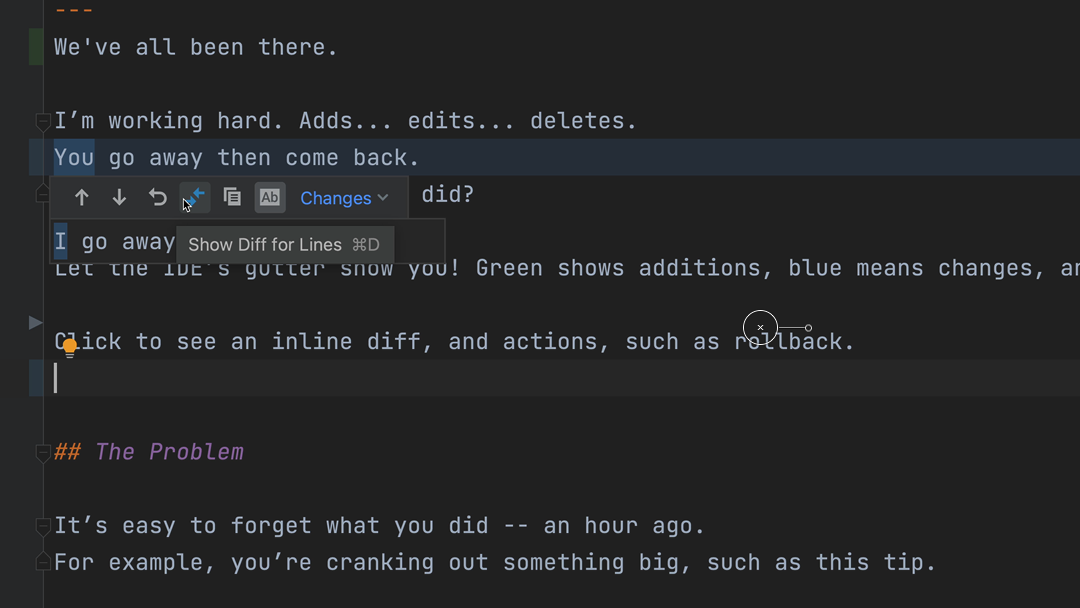 ---
We've all been there.
I’m working hard. Adds... edits... deletes.
You go away then come back.
did?
Ab Changes
I go away
Show Diff for Lines ⌘D
Let the IDE's gutter show you! Green shows additions, blue means changes, an
Click to see an inline diff, and actions, such as rollback.
## The Problem
It’s easy to forget what you did -- an hour ago.
For example, you’re cranking out something big, such as this tip.